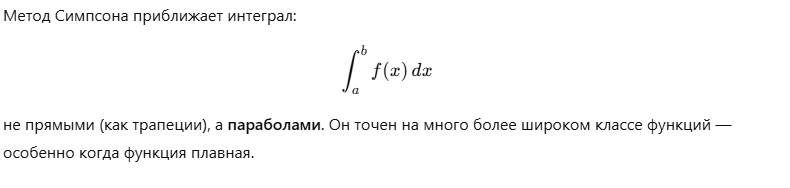 Метод Симпсона приближает интеграл:
∫_a^b f(x) dx
не прямыми (как трапеции), а параболами. Он точен на много более широком классе функций —
особенно когда функция плавная.